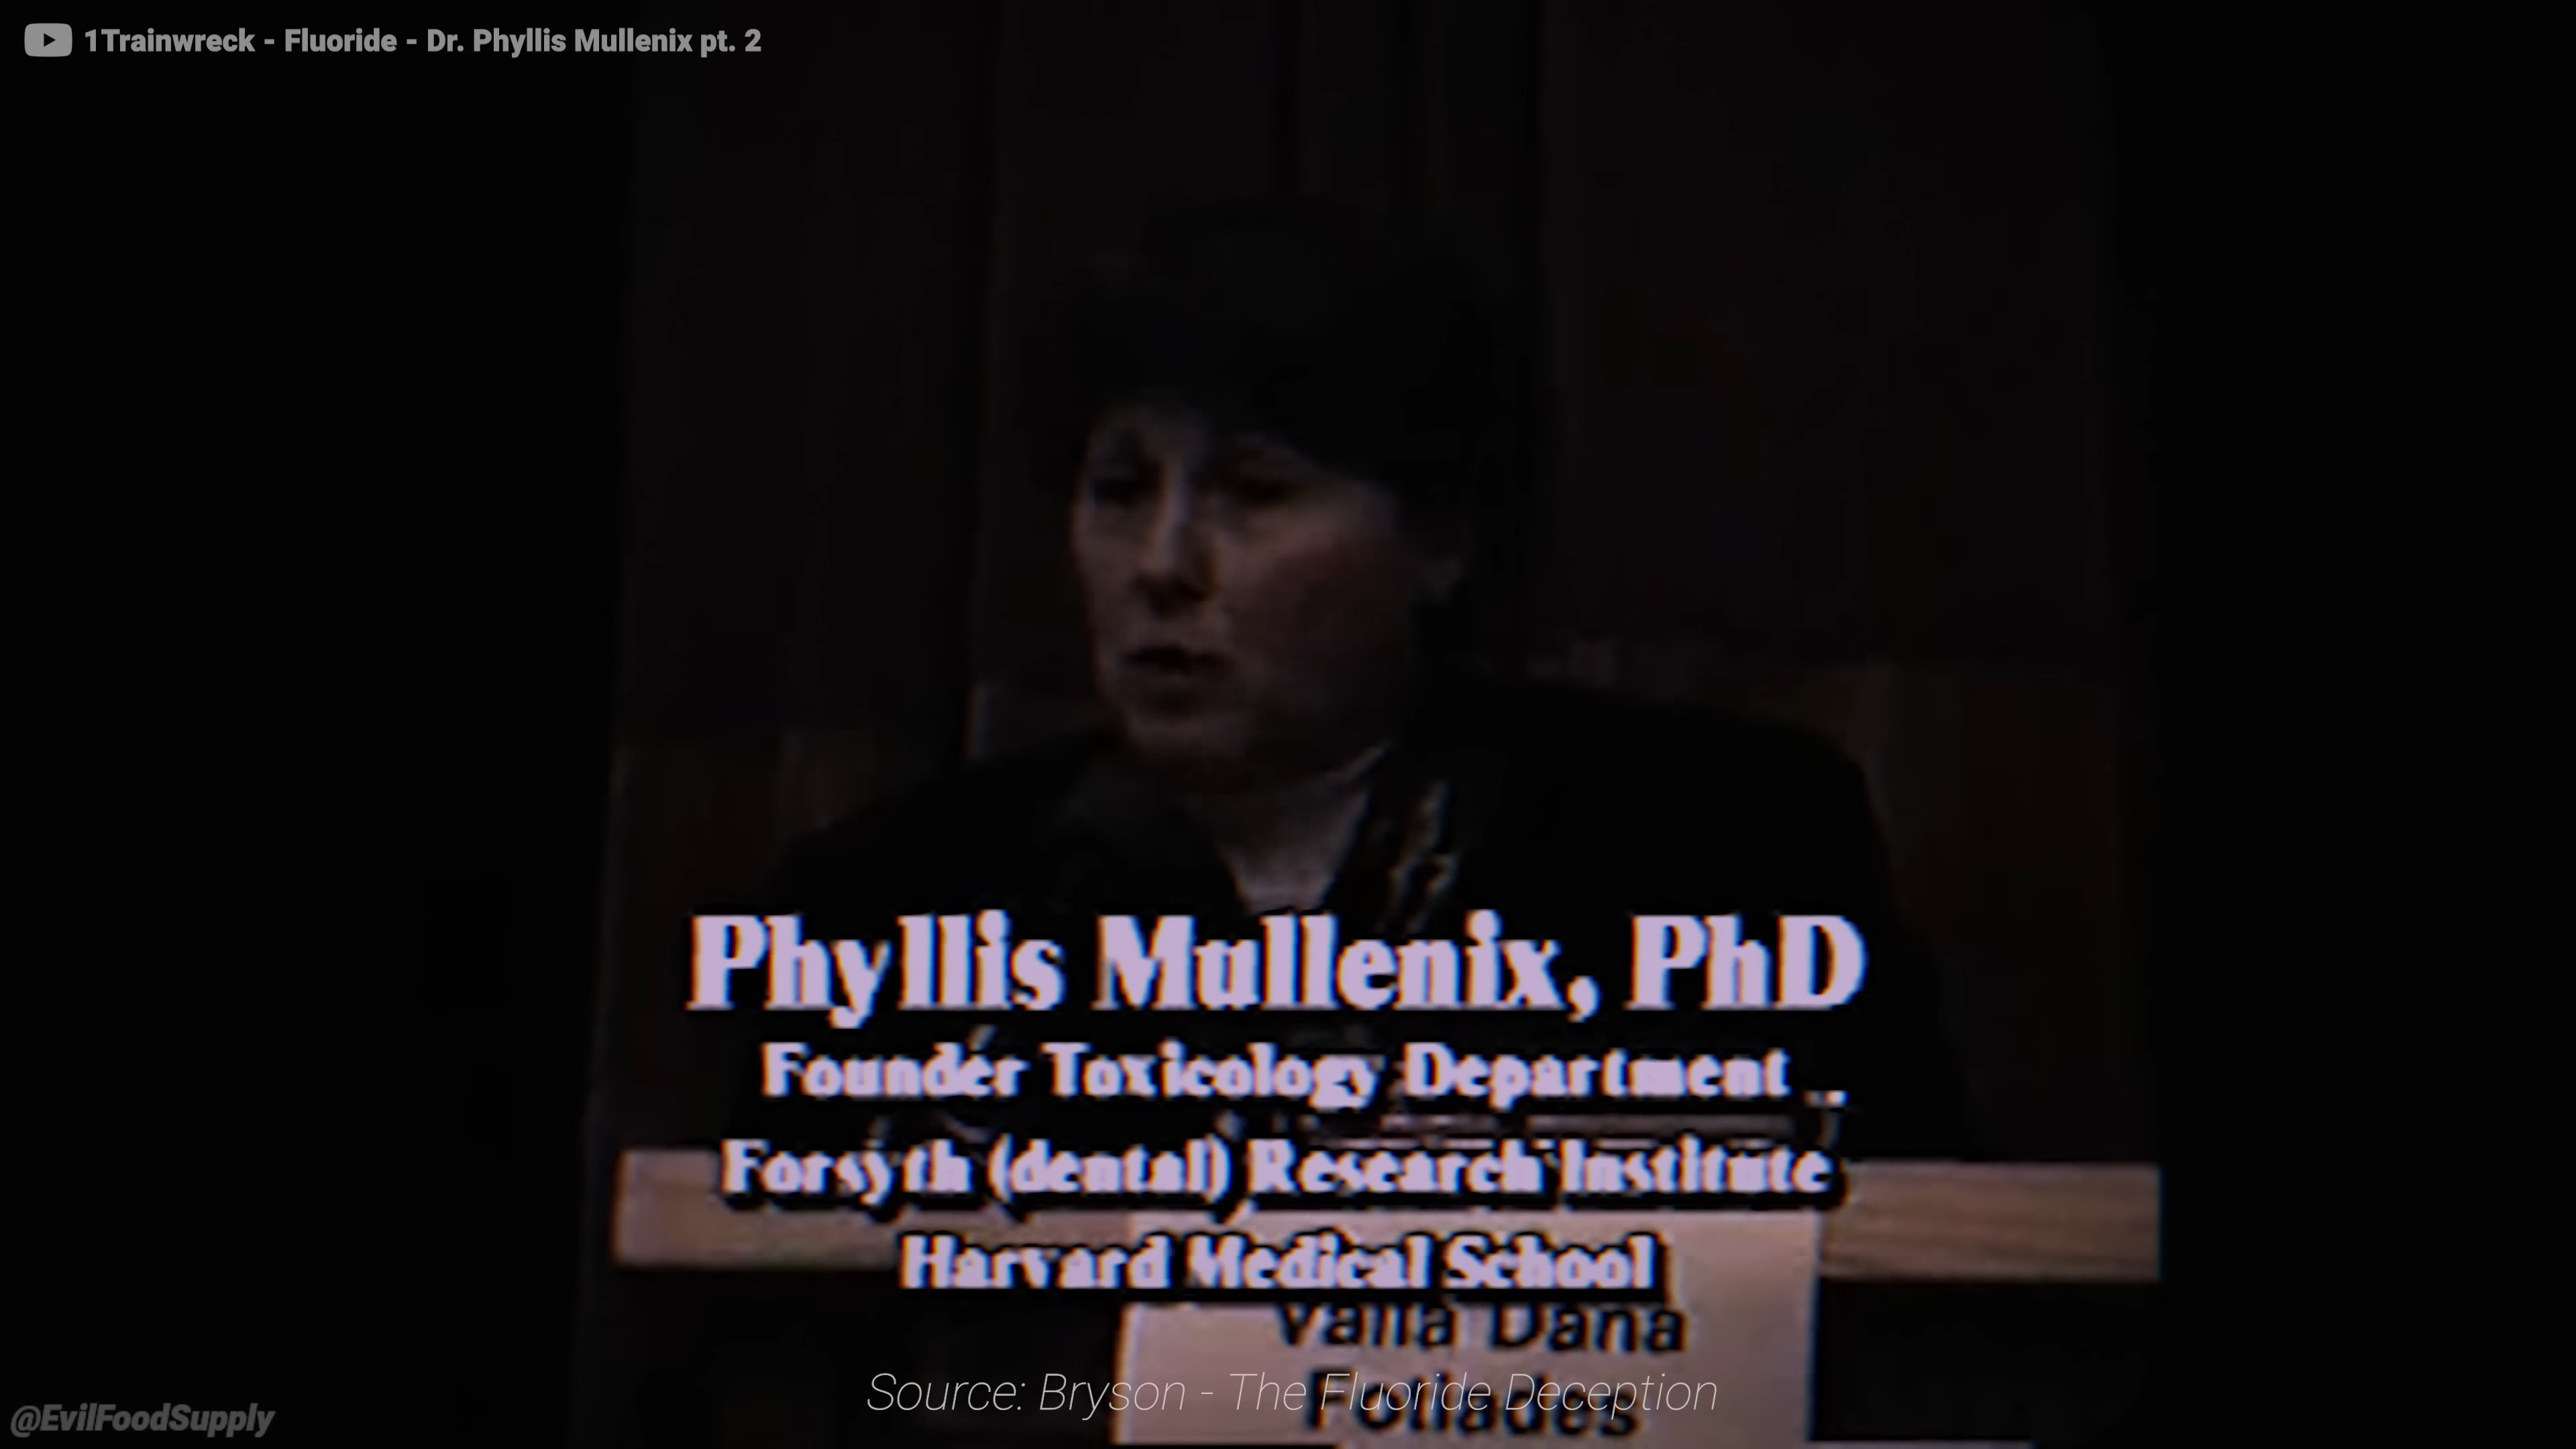 1Trainwreck - Fluoride - Dr. Phyllis Mullenix pt. 2
Phyllis Mullenix, PhD
Founder Toxicology Department
Forsyth (dental) Research Institute
Harvard Medical School
Dana
Source: Bryson - The Fluoride Deception
@EvilFoodSupply